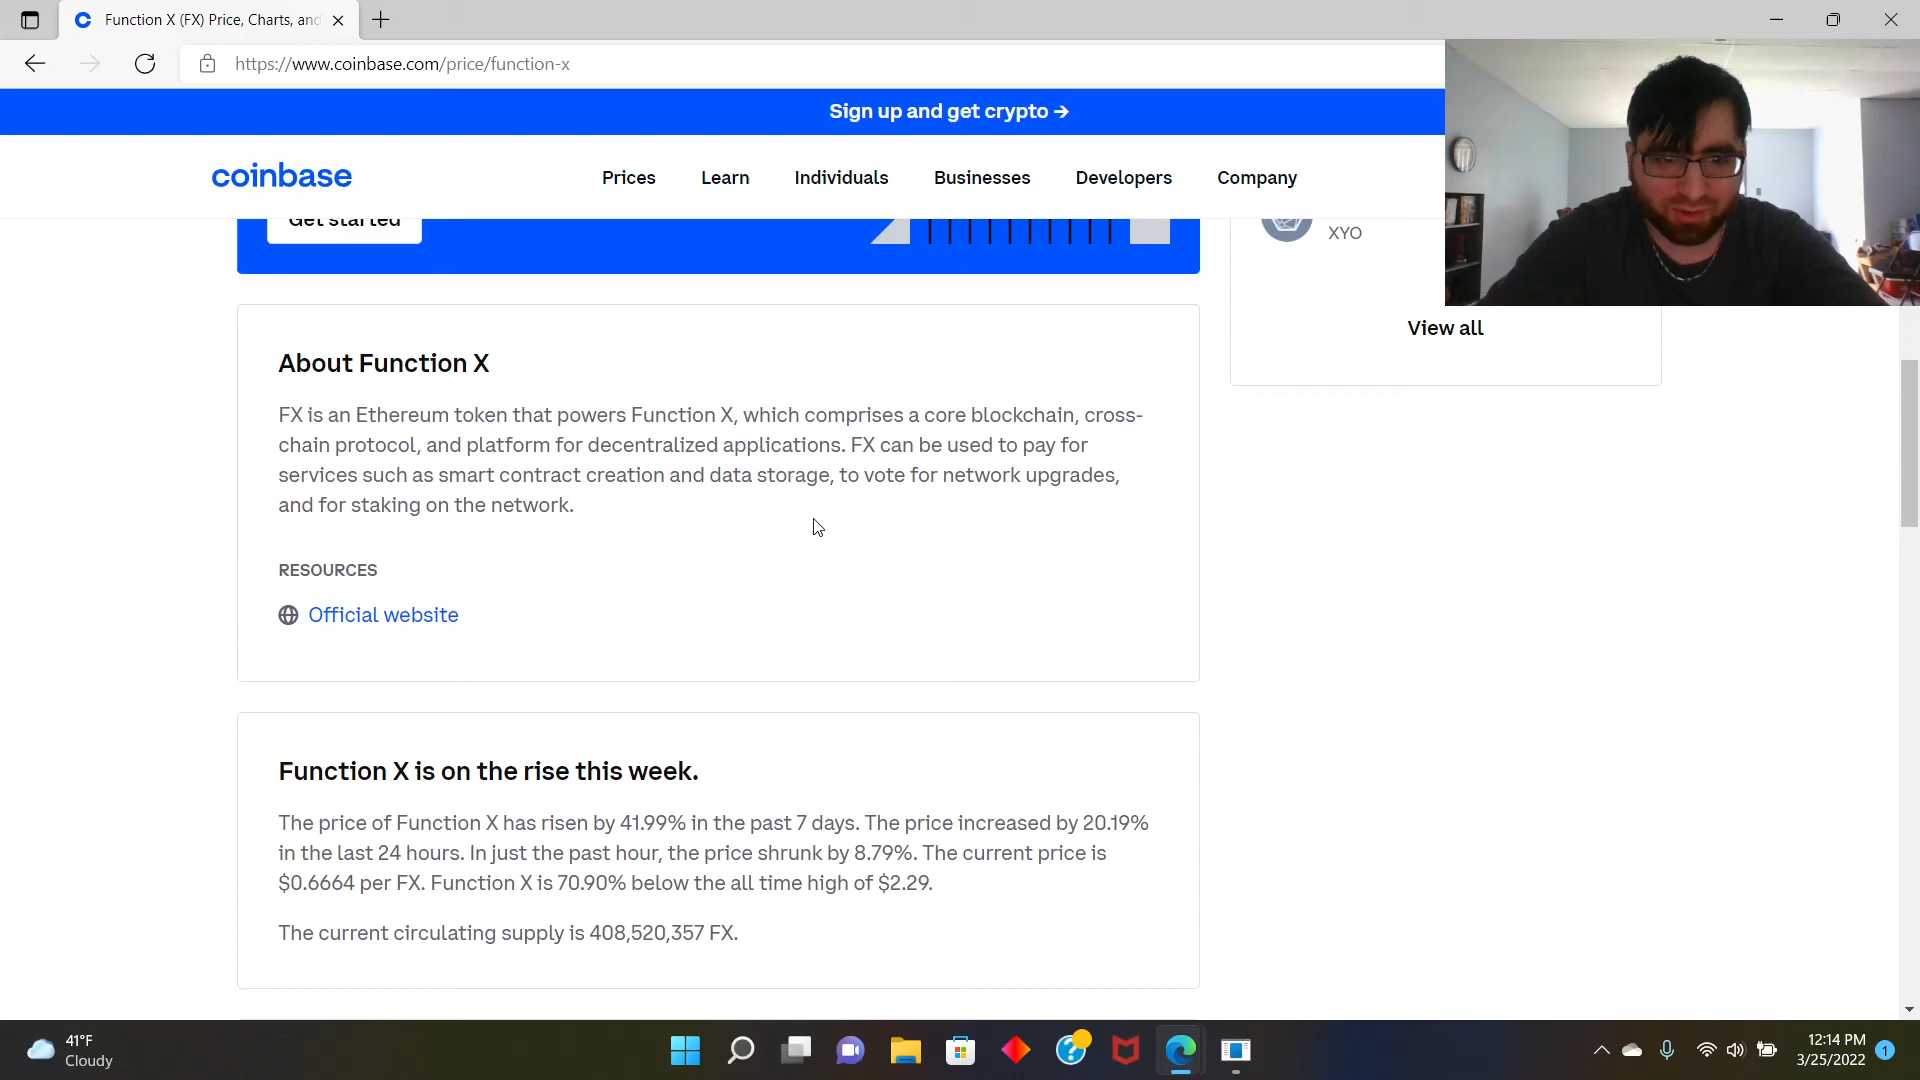 Function X (FX) Price, Charts, and
https://www.coinbase.com/price/function-x
Sign up and get crypto →
coinbase
Prices
Learn
Individuals
Businesses
Developers
Company
Get started
XYO
View all
About Function X
FX is an Ethereum token that powers Function X, which comprises a core blockchain, cross-
chain protocol, and platform for decentralized applications. FX can be used to pay for
services such as smart contract creation and data storage, to vote for network upgrades,
and for staking on the network.
RESOURCES
Official website
Function X is on the rise this week.
The price of Function X has risen by 41.99% in the past 7 days. The price increased by 20.19%
in the last 24 hours. In just the past hour, the price shrunk by 8.79%. The current price is
$0.6664 per FX. Function X is 70.90% below the all time high of $2.29.
The current circulating supply is 408,520,357 FX.
41°F
Cloudy
12:14 PM
3/25/2022
1